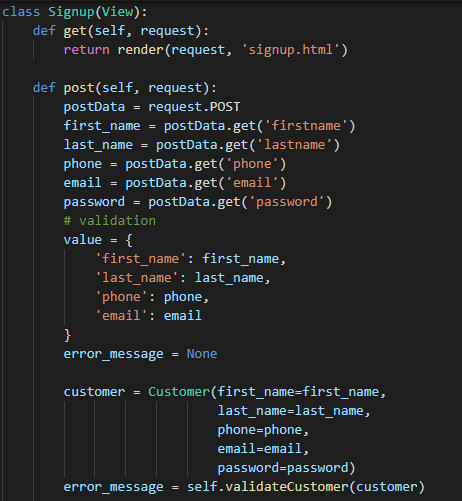 class Signup(View):
    def get(self, request):
        return render(request, 'signup.html')

    def post(self, request):
        postData = request.POST
        first_name = postData.get('firstname')
        last_name = postData.get('lastname')
        phone = postData.get('phone')
        email = postData.get('email')
        password = postData.get('password')
        # validation
        value = {
            'first_name': first_name,
            'last_name': last_name,
            'phone': phone,
            'email': email
        }
        error_message = None

        customer = Customer(first_name=first_name,
                            last_name=last_name,
                            phone=phone,
                            email=email,
                            password=password)
        error_message = self.validateCustomer(customer)